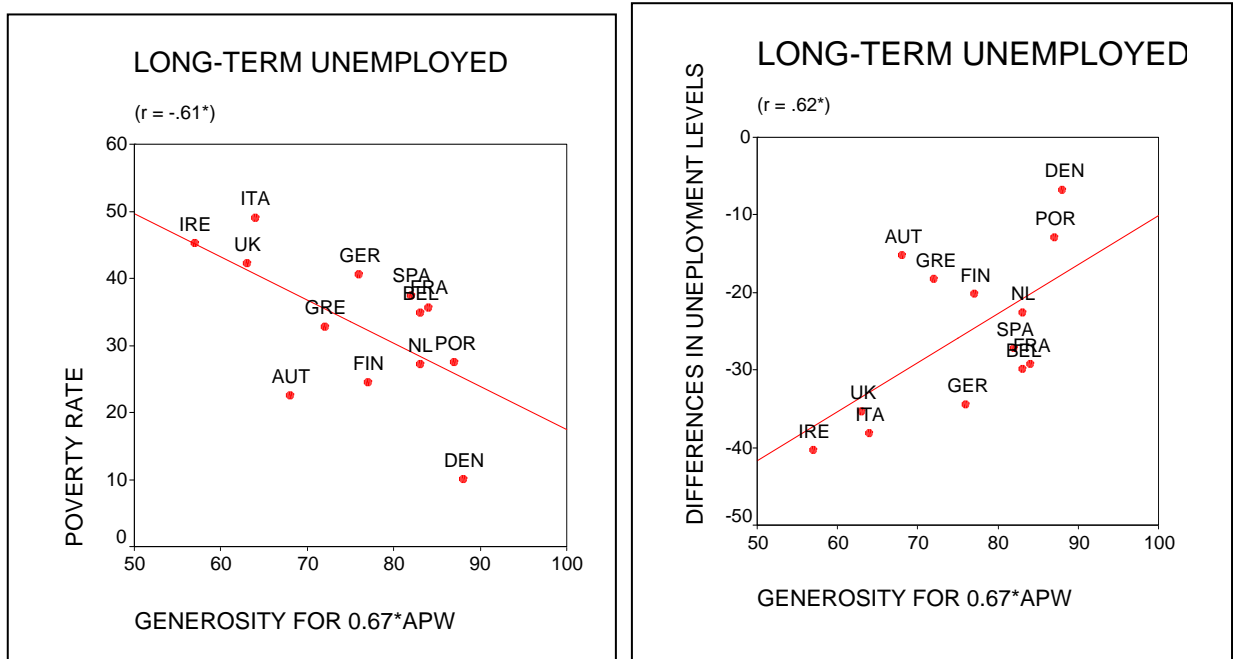 LONG-TERM UNEMPLOYED
(r = -.61*)
POVERTY RATE
60
50
40
30
20
10
0
ITA
IRE
UK
GER
SPA
FRA
BEL
GRE
NL POR
FIN
AUT
DEN
50 60 70 80 90 100
GENEROSITY FOR 0.67*APW
LONG-TERM UNEMPLOYED
(r = .62*)
DIFFERENCES IN UNEPLOYMENT LEVELS
0
-10
-20
-30
-40
-50
DEN
POR
AUT
GRE
FIN
NL
SPA
FRA
BEL
GER
UK
ITA
IRE
50 60 70 80 90 100
GENEROSITY FOR 0.67*APW